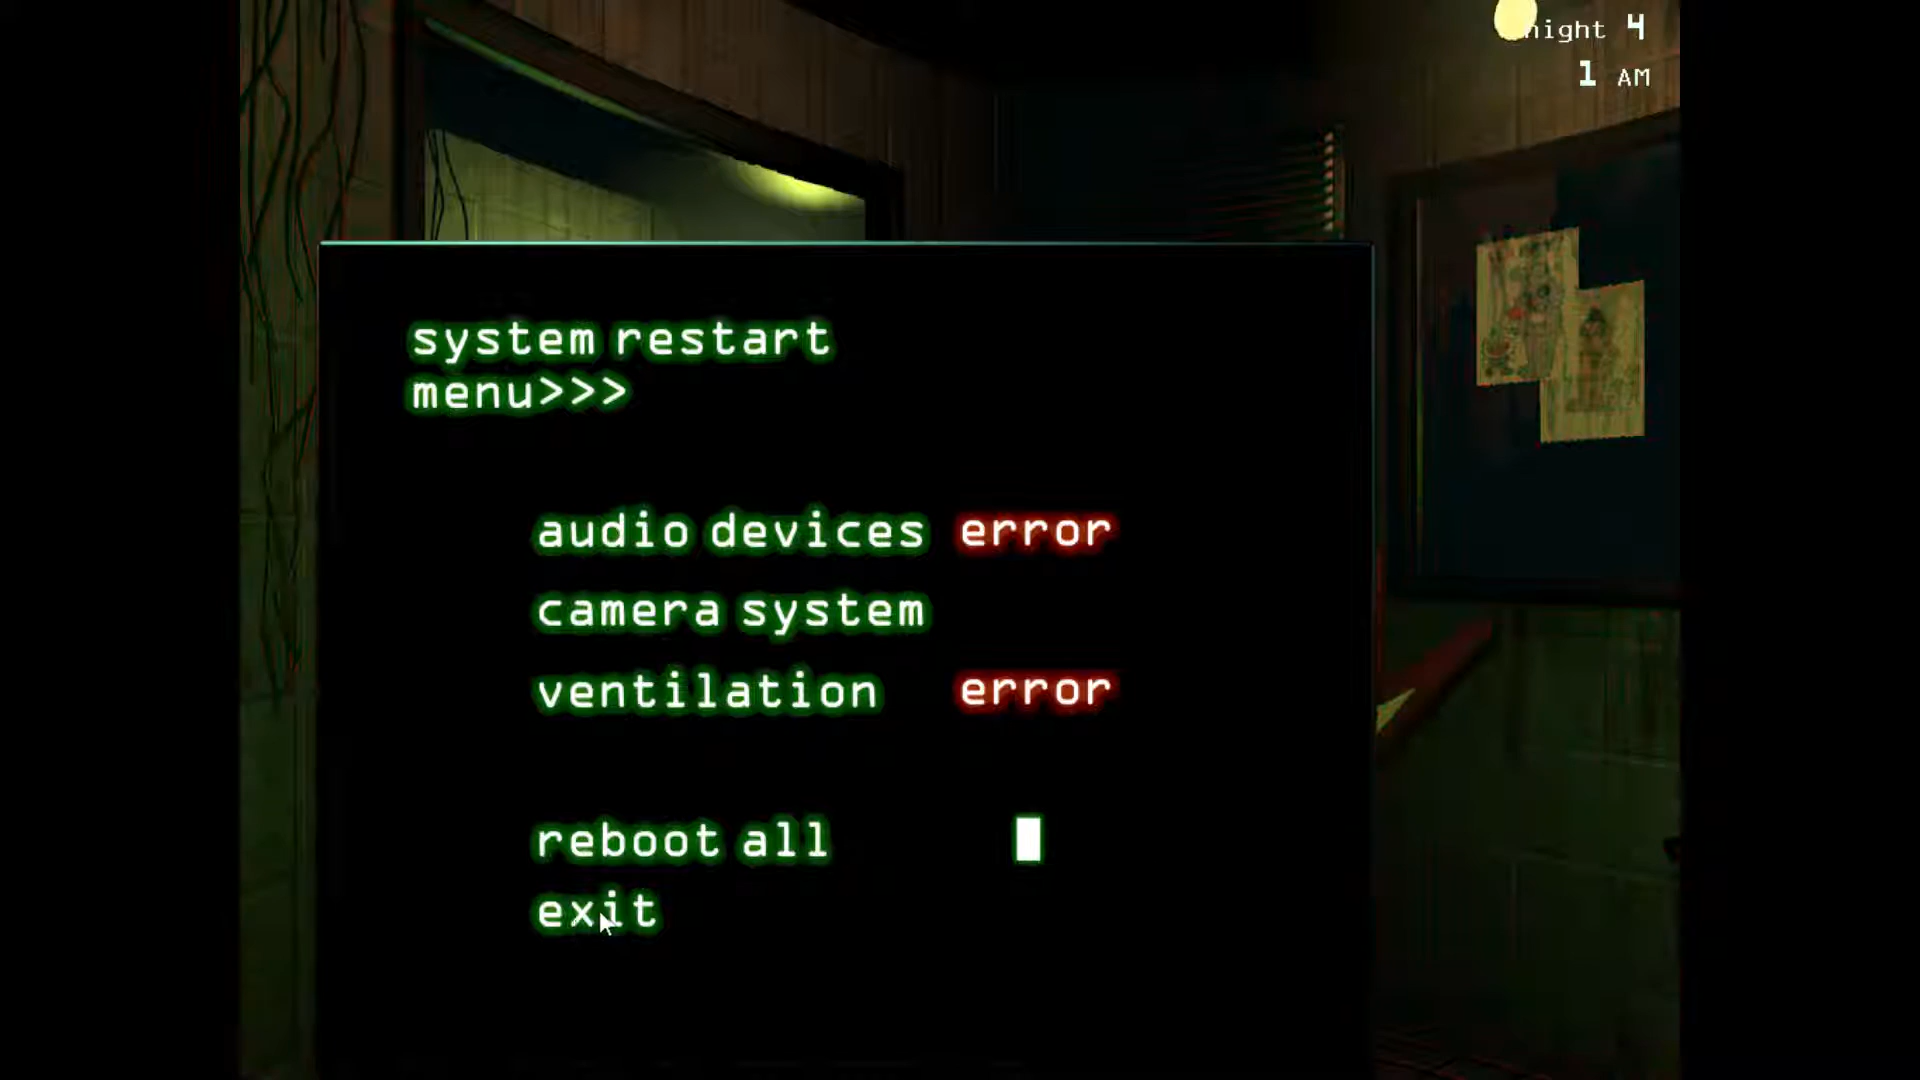 night 4
1 AM
system restart
menu>>>
audio devices error
camera system
ventilation error
reboot all
exit